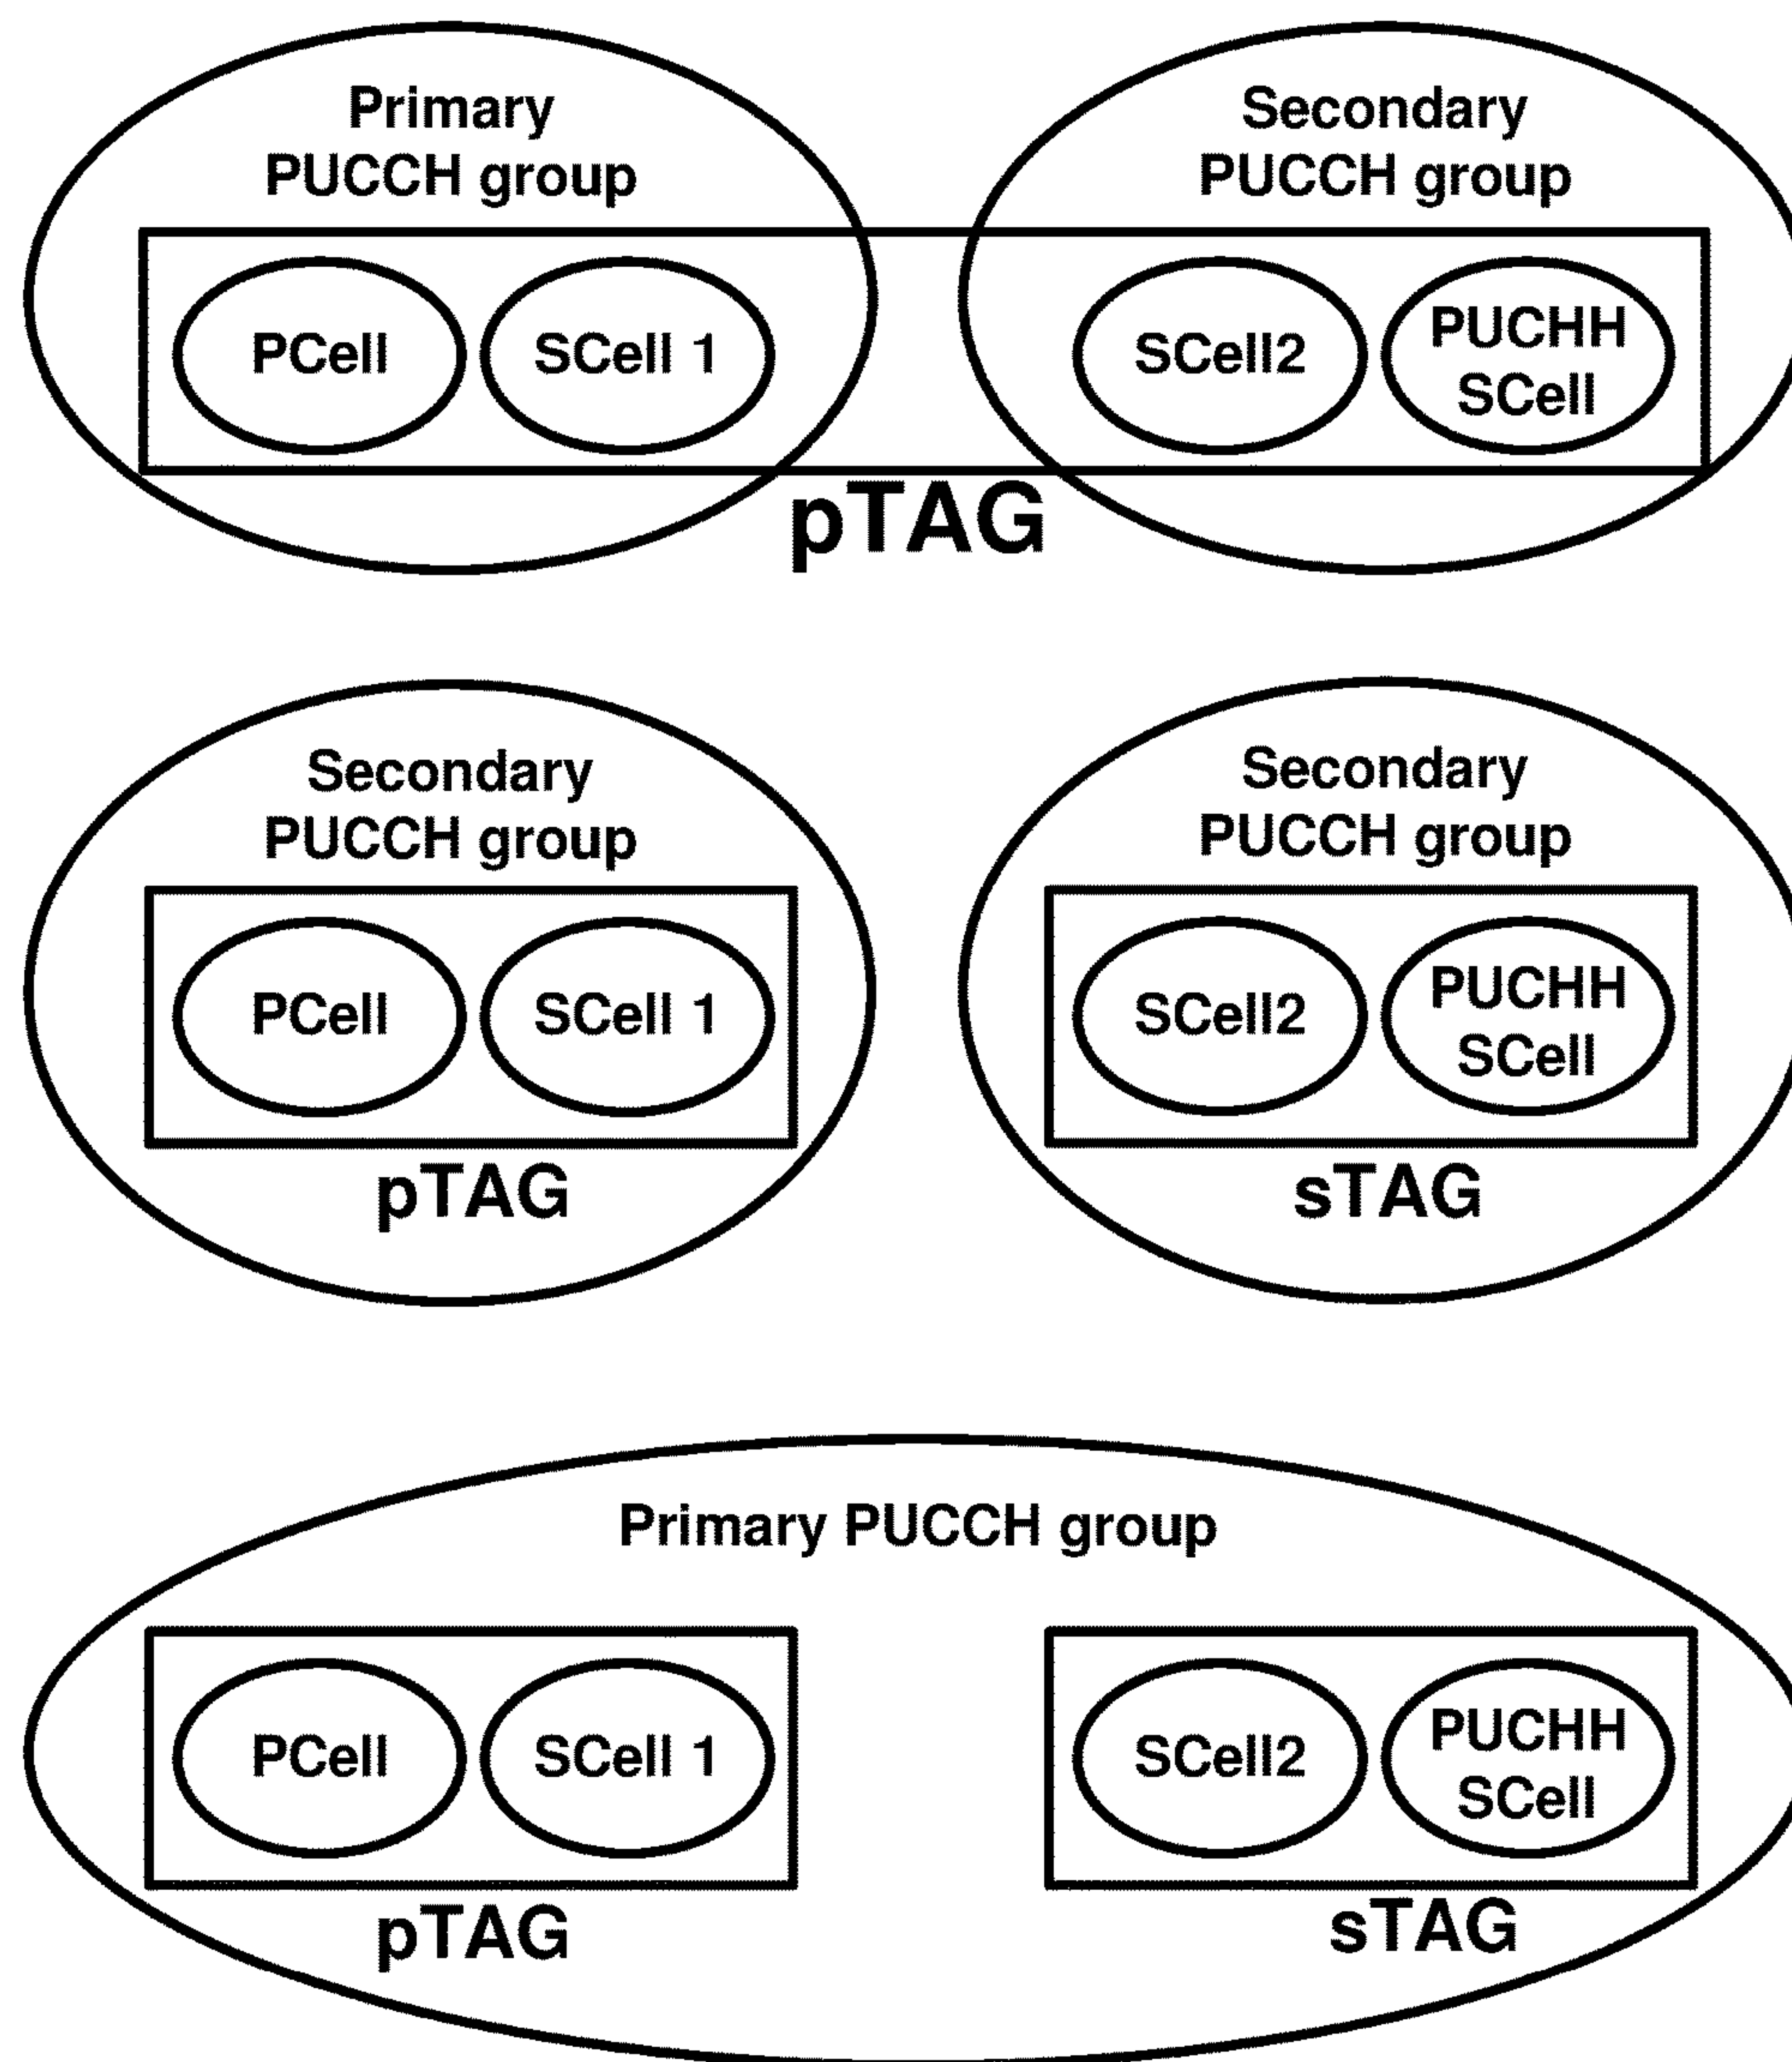 Primary
PUCCH group
Secondary
PUCCH group
PCell
SCell 1
SCell2
PUCHH
SCell
pTAG
Secondary
PUCCH group
Secondary
PUCCH group
PCell
SCell 1
SCell2
PUCHH
SCell
pTAG
sTAG
Primary PUCCH group
PCell
SCell 1
SCell2
PUCHH
SCell
pTAG
sTAG